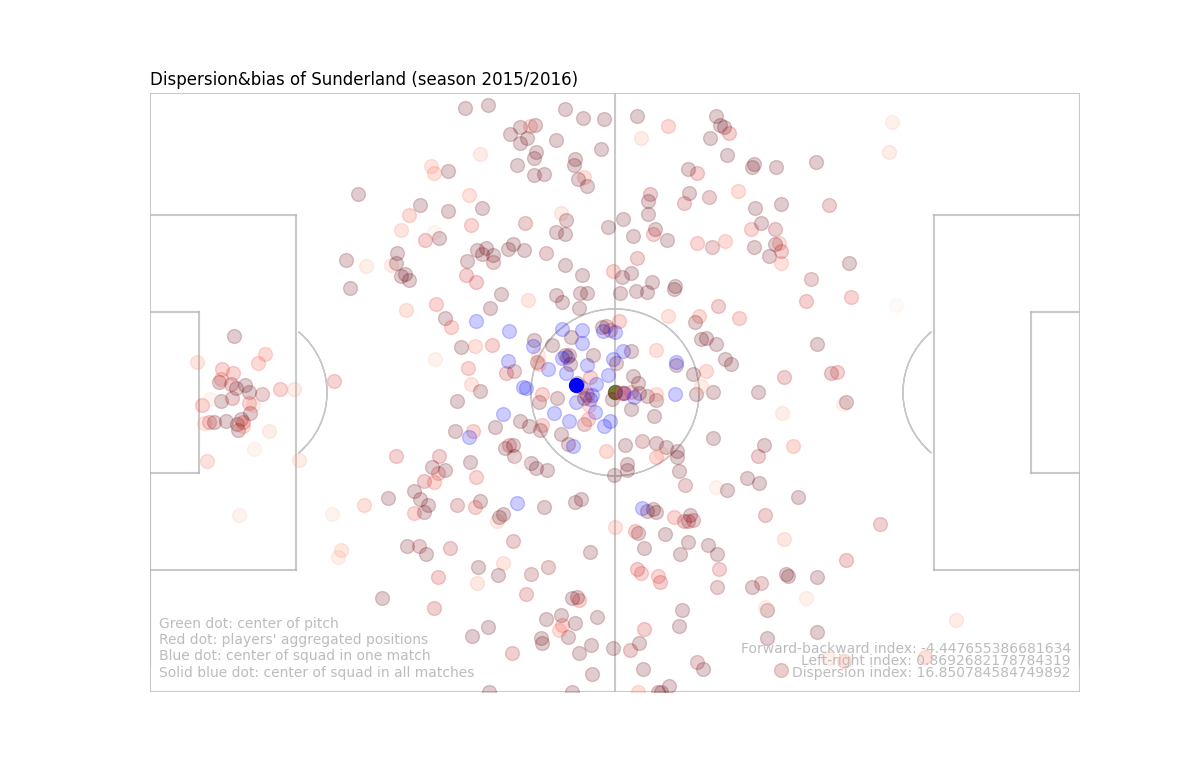 Dispersion&bias of Sunderland (season 2015/2016)
Green dot: center of pitch
Red dot: players' aggregated positions
Blue dot: center of squad in one match
Solid blue dot: center of squad in all matches
Forward-backward index: -4.447655386681634
Left-right index: 0.8692682178784319
Dispersion index: 16.850784584749892